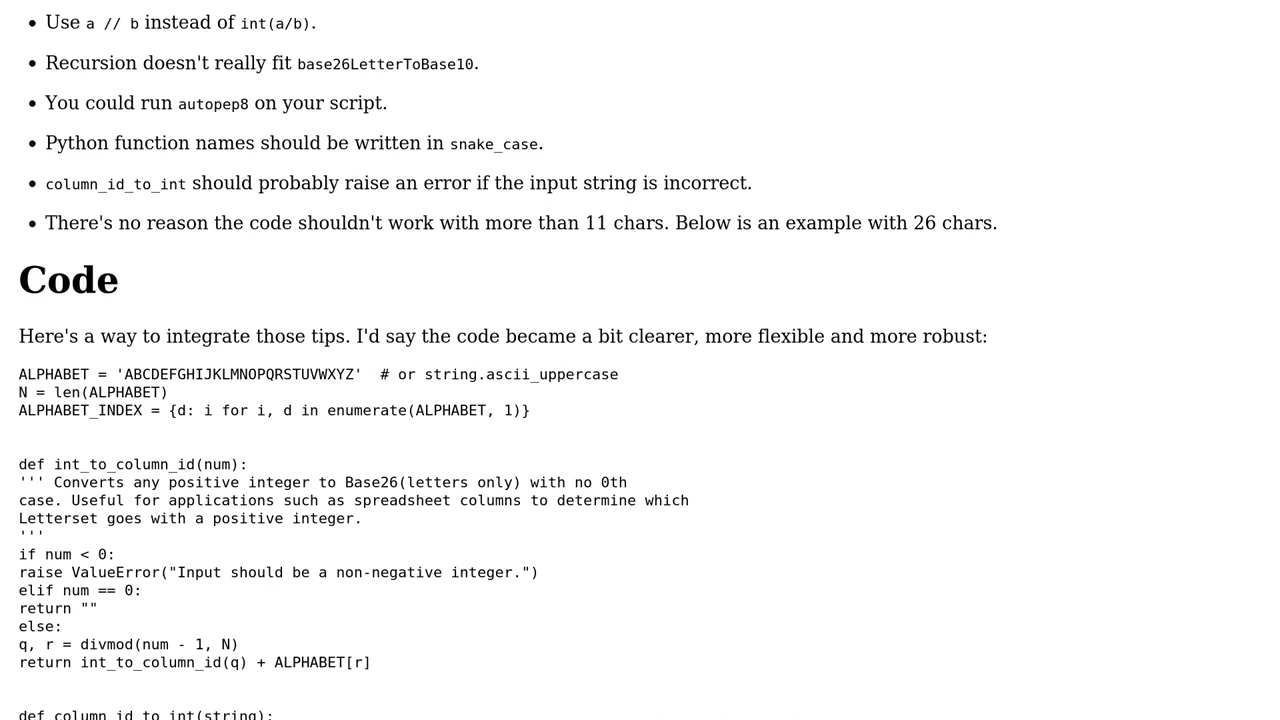 • Use a // b instead of int(a/b).
• Recursion doesn't really fit base26LetterToBase10.
• You could run autopep8 on your script.
• Python function names should be written in snake_case.
• column_id_to_int should probably raise an error if the input string is incorrect.
• There's no reason the code shouldn't work with more than 11 chars. Below is an example with 26 chars.
Code
Here's a way to integrate those tips. I'd say the code became a bit clearer, more flexible and more robust:
ALPHABET = 'ABCDEFGHIJKLMNOPQRSTUVWXYZ'  # or string.ascii_uppercase
N = len(ALPHABET)
ALPHABET_INDEX = {d: i for i, d in enumerate(ALPHABET, 1)}
def int_to_column_id(num):
''' Converts any positive integer to Base26(letters only) with no 0th
case. Useful for applications such as spreadsheet columns to determine which
Letterset goes with a positive integer.
'''
if num < 0:
raise ValueError("Input should be a non-negative integer.")
elif num == 0:
return ""
else:
q, r = divmod(num - 1, N)
return int_to_column_id(q) + ALPHABET[r]
def column_id_to_int(string):